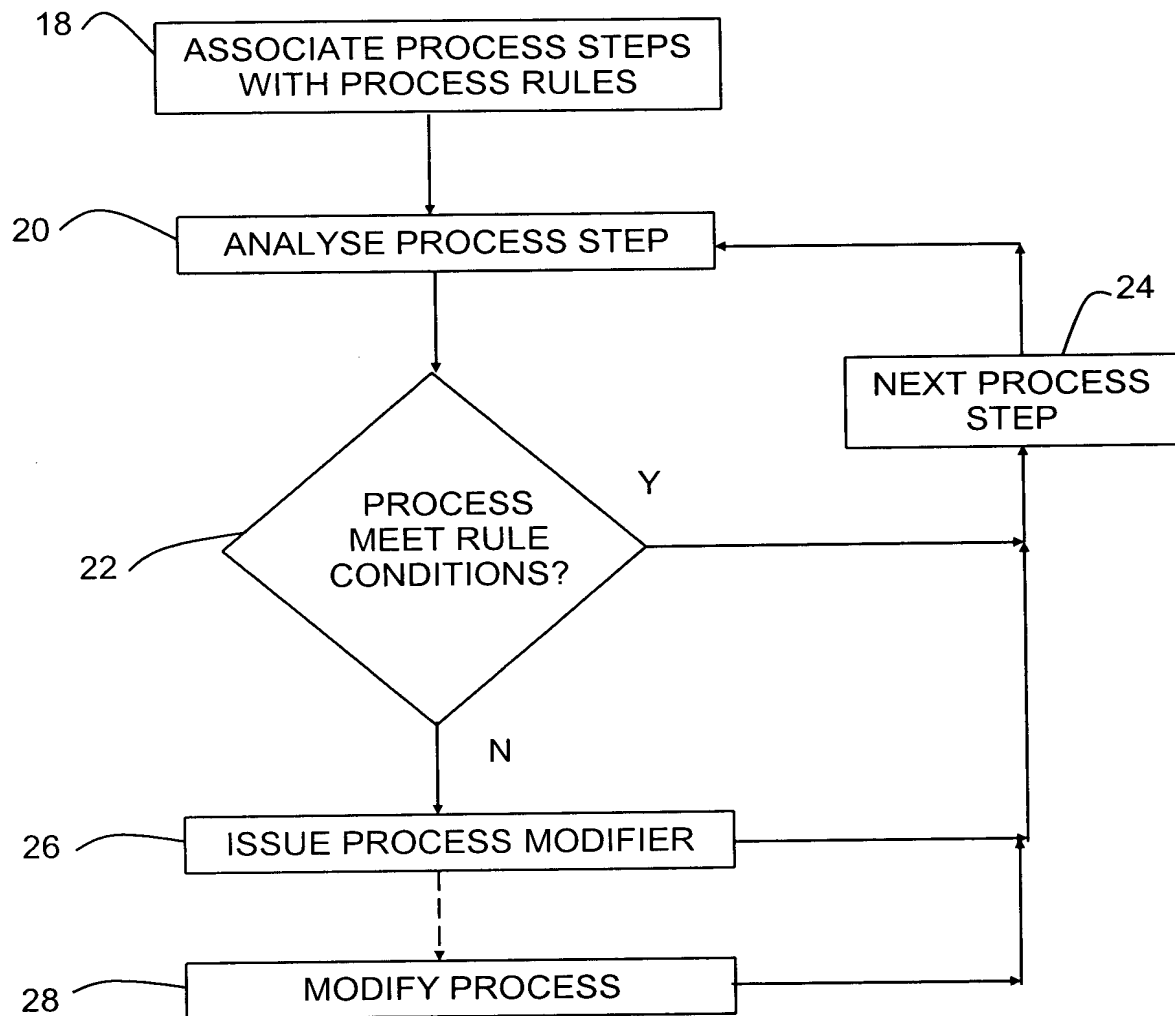 18
ASSOCIATE PROCESS STEPS
WITH PROCESS RULES
20
ANALYSE PROCESS STEP
24
NEXT PROCESS
STEP
Y
PROCESS
MEET RULE
CONDITIONS?
22
N
26
ISSUE PROCESS MODIFIER
28
MODIFY PROCESS